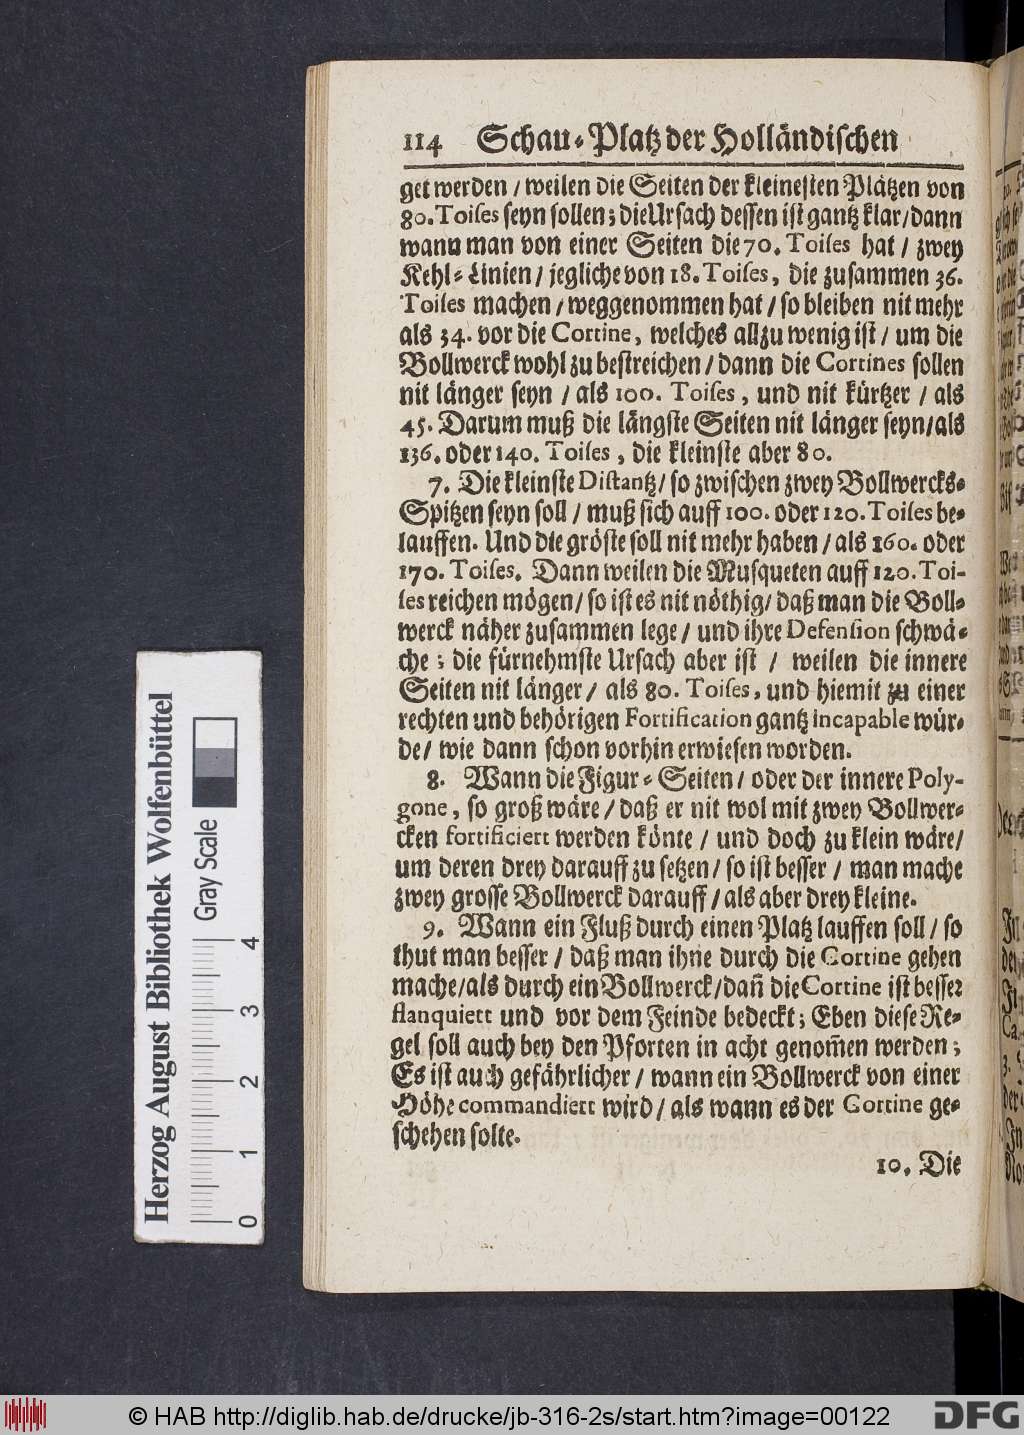 114 Schau-Platz der Holländischen
get werden / weilen die Seiten der kleinesten Plätzen von
80. Toises seyn sollen; die Ursach dessen ist gantz klar / dann
wann man von einer Seiten die 70. Toises hat / zwey
Kehl-Linien / jegliche von 18. Toises, die zusammen 36.
Toises machen / weggenommen hat / so bleiben nit mehr
als 34. vor die Cortine, welches allzu wenig ist / um die
Bollwerck wohl zu bestreichen / dann die Cortines sollen
nit länger seyn / als 100. Toises, und nit kürtzer / als
45. Darum muß die längste Seiten nit länger seyn / als
136. oder 140. Toises, die kleinste aber 80.
7. Die kleinste Distantz / so zwischen zwey Bollwercks-
Spitzen seyn soll / muß sich auff 100. oder 120. Toises be-
lauffen. Und die gröste soll nit mehr haben / als 160. oder
170. Toises. Dann weilen die Musqueten auff 120. Toi-
ses reichen mögen / so ist es nit nöthig / daß man die Boll-
werck näher zusammen lege / und ihre Defension schwä-
che; die fürnehmste Ursach aber ist / weilen die innere
Seiten nit länger / als 80. Toises, und hiemit zu einer
rechten und behörigen Fortification gantz incapable wür-
de / wie dann schon vorhin erwiesen worden.
8. Wann die Figur-Seiten / oder der innere Poly-
gone, so groß wäre / daß er nit wol mit zwey Bollwer-
cken fortificiert werden könte / und doch zu klein wäre /
um deren drey darauff zu setzen / so ist besser / man mache
zwey grosse Bollwerck darauff / als aber drey kleine.
9. Wann ein Fluß durch einen Platz lauffen soll / so
thut man besser / daß man ihne durch die Cortine gehen
mache / als durch ein Bollwerck / dañ die Cortine ist besser
flanquiert und vor dem Feinde bedeckt; Eben diese Re-
gel soll auch bey den Pforten in acht genom̃en werden;
Es ist auch gefährlicher / wann ein Bollwerck von einer
Höhe commandiert wird / als wann es der Cortine ge-
schehen solte.
10. Die
Herzog August Bibliothek Wolfenbüttel
Gray Scale
0 1 2 3 4
© HAB http://diglib.hab.de/drucke/jb-316-2s/start.htm?image=00122
DFG